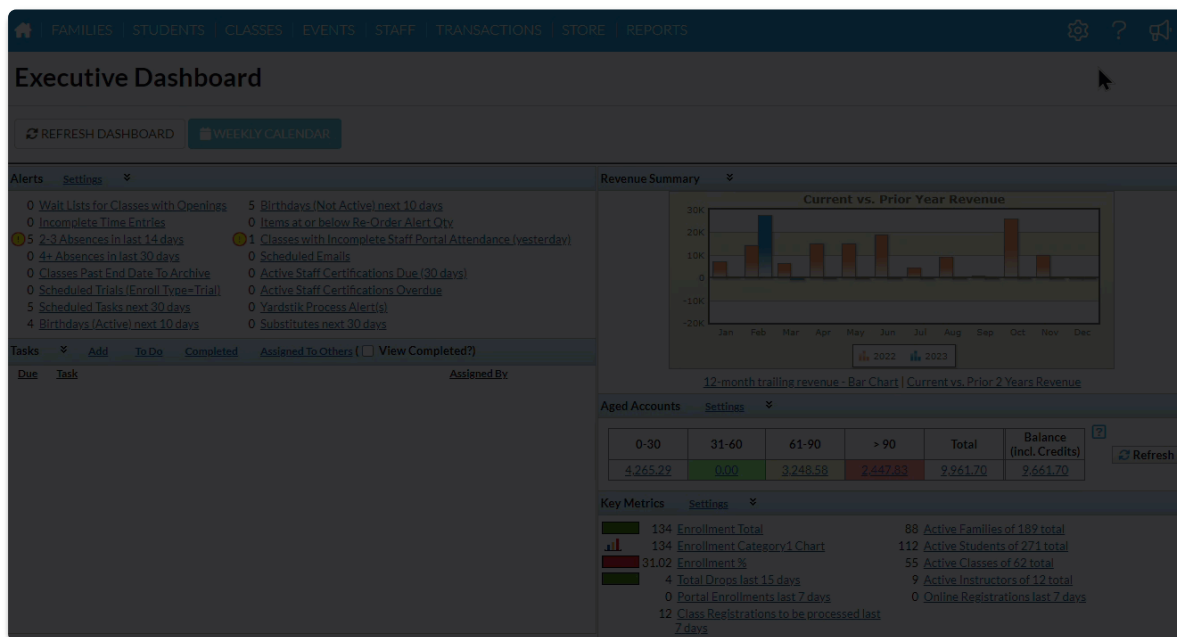 FAMILIES | STUDENTS | CLASSES | EVENTS | STAFF | TRANSACTIONS | STORE | REPORTS
Executive Dashboard
REFRESH DASHBOARD WEEKLY CALENDAR
Alerts Settings
0 Wait Lists for Classes with Openings 5 Birthdays (Not Active) next 10 days
0 Incomplete Time Entries 0 Items at or below Re-Order Alert Qty
5 2-3 Absences in last 14 days 1 Classes with Incomplete Staff Portal Attendance (yesterday)
0 4+ Absences in last 30 days 0 Scheduled Emails
0 Classes Past End Date To Archive 0 Active Staff Certifications Due (30 days)
0 Scheduled Trials (Enroll Type=Trial) 0 Active Staff Certifications Overdue
5 Scheduled Tasks next 30 days 0 Yardstik Process Alert(s)
4 Birthdays (Active) next 10 days 0 Substitutes next 30 days
Tasks Add To Do Completed Assigned To Others ( View Completed?)
Due Task Assigned By
Revenue Summary
Current vs. Prior Year Revenue
30K
20K
10K
0
-10K
-20K
Jan Feb Mar Apr May Jun Jul Aug Sep Oct Nov Dec
2022 2023
12-month trailing revenue - Bar Chart | Current vs. Prior 2 Years Revenue
Aged Accounts Settings
0-30 31-60 61-90 > 90 Total Balance (incl. Credits)
4,265.29 0.00 3,248.58 2,447.83 9,961.70 9,661.70
Refresh
Key Metrics Settings
134 Enrollment Total 88 Active Families of 189 total
134 Enrollment Category1 Chart 112 Active Students of 271 total
31.02 Enrollment % 55 Active Classes of 62 total
4 Total Drops last 15 days 9 Active Instructors of 12 total
0 Portal Enrollments last 7 days 0 Online Registrations last 7 days
12 Class Registrations to be processed last
7 days